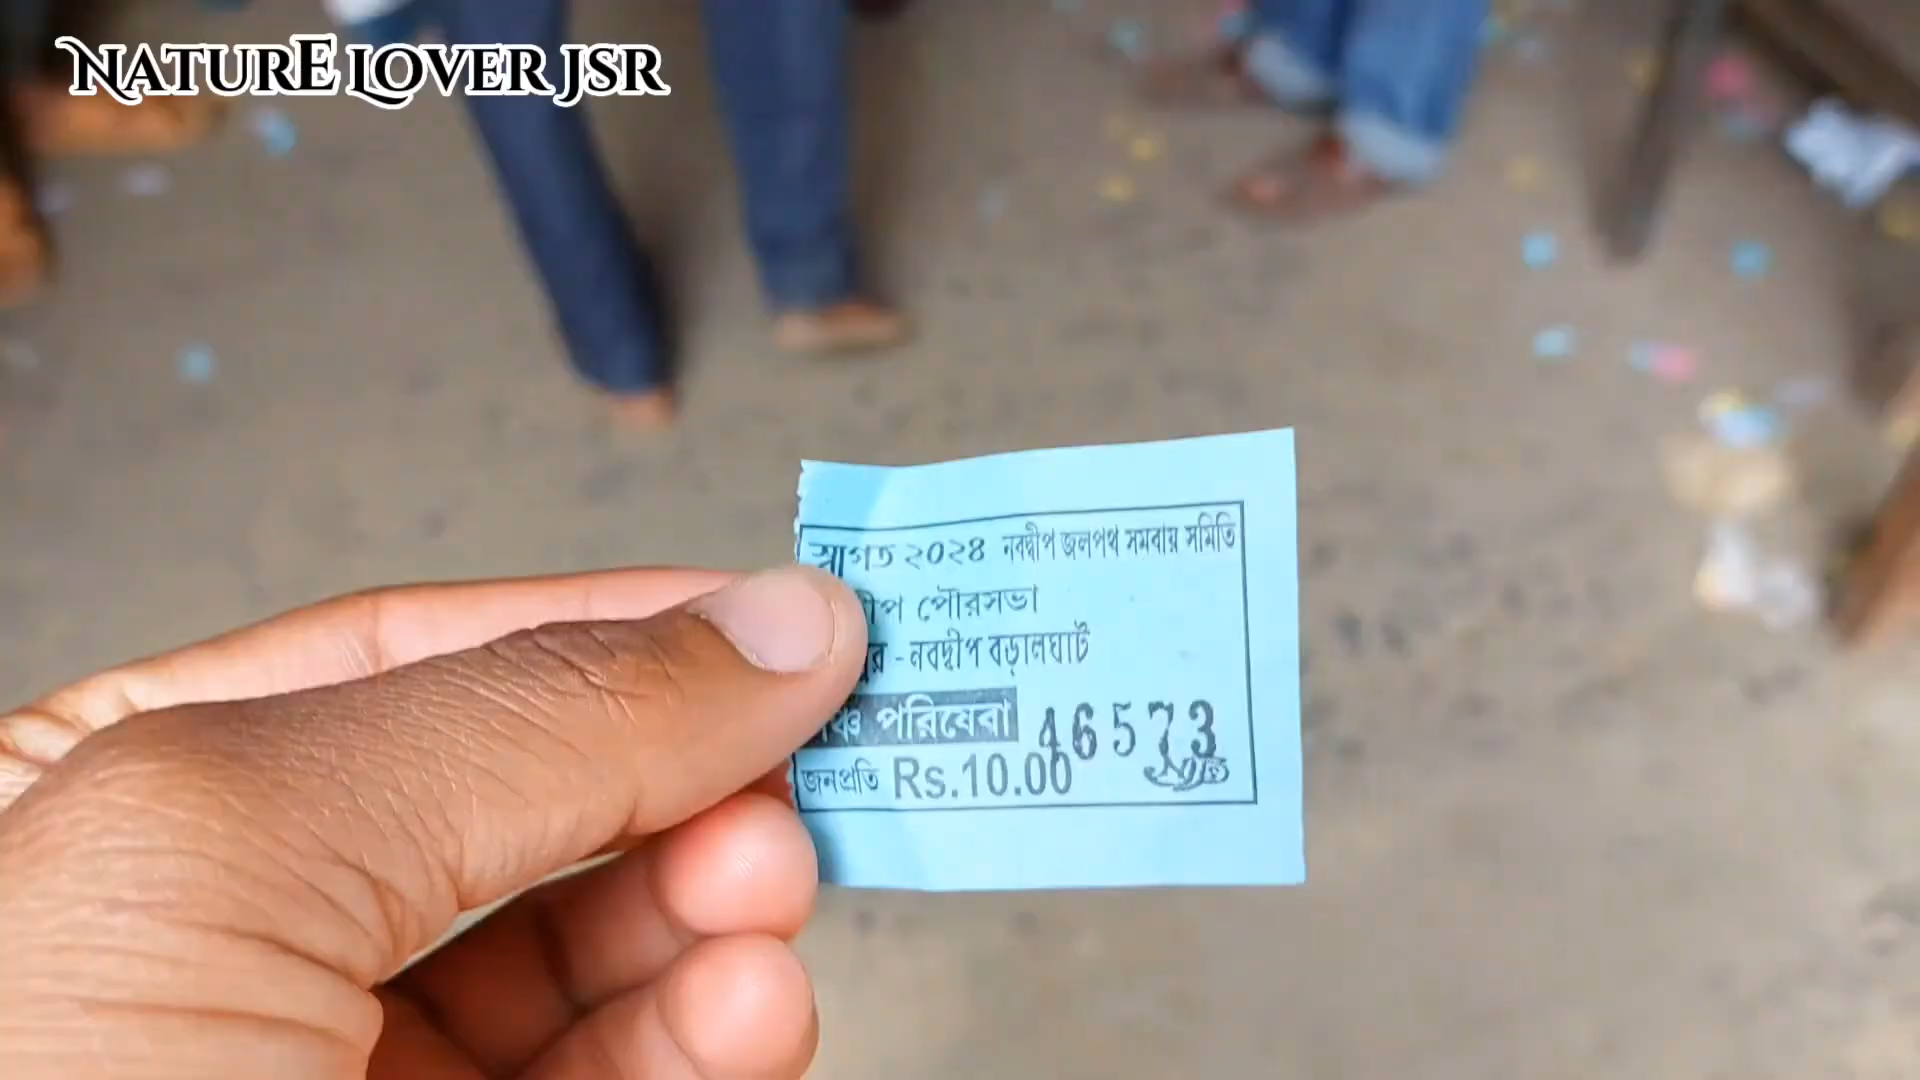 NATURE LOVER JSR
স্বাগত ২০২৪ নবদ্বীপ জলপথ সমবায় সমিতি
পৌরসভা
- নবদ্বীপ বড়ালঘাট
পরিষেবা 46573
জনপ্রতি Rs.10.00